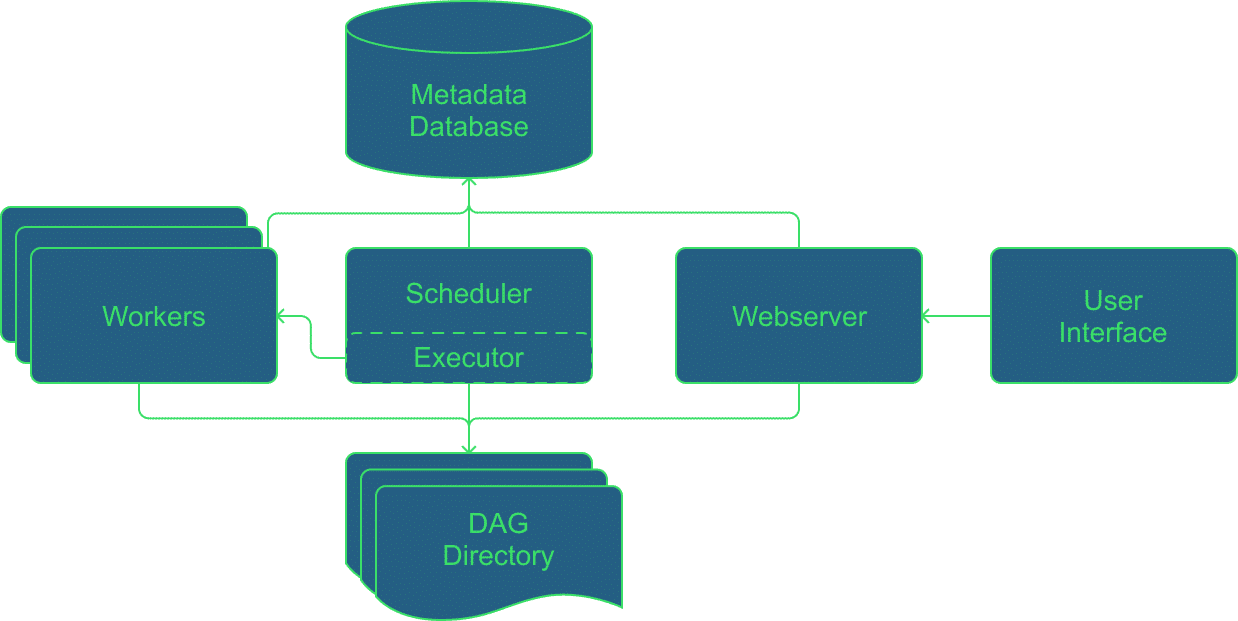 Metadata
Database
Workers
Scheduler
Executor
Webserver
User
Interface
DAG
Directory